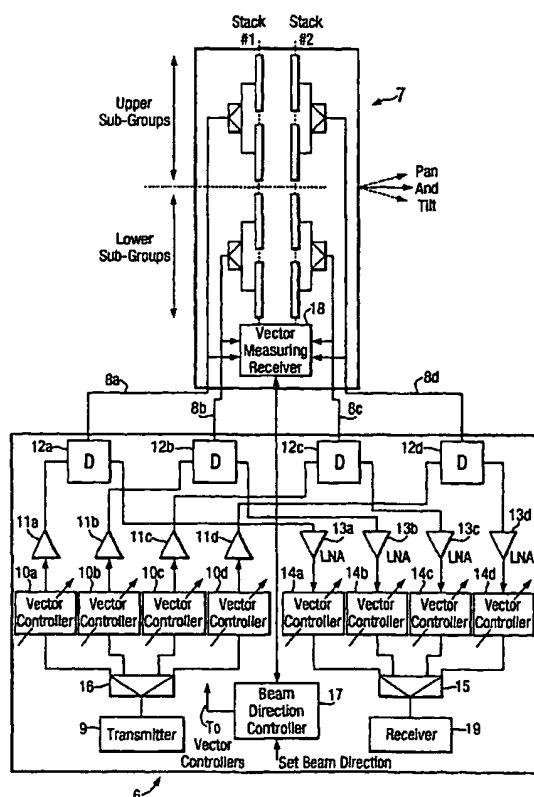 Stack #1
Stack #2
7
Upper Sub-Groups
Pan And Tilt
Lower Sub-Groups
18
Vector Measuring Receiver
8a
8b
8c
8d
12a
D
12b
D
12c
D
12d
D
11a
11b
11c
11d
13a
LNA
13b
LNA
13c
LNA
13d
LNA
10a
Vector Controller
10b
Vector Controller
10c
Vector Controller
10d
Vector Controller
14a
Vector Controller
14b
Vector Controller
14c
Vector Controller
14d
Vector Controller
16
15
9
Transmitter
To Vector Controllers
Beam Direction Controller
17
Set Beam Direction
Receiver
19
6